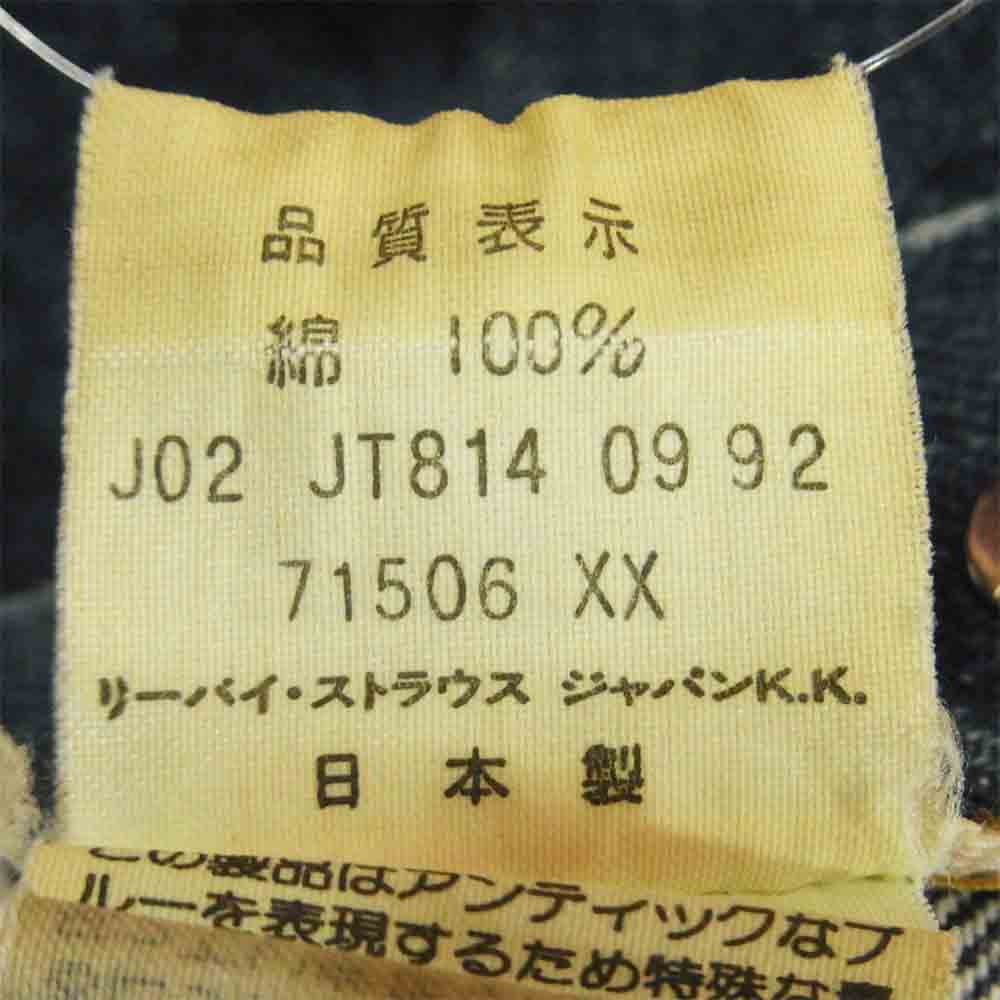 品質表示
綿 100%
J02 JT814 09 92
71506 XX
リーバイ・ストラウス ジャパンK.K.
日本製
この製品はアンティックなブ
ルーを表現するため特殊な